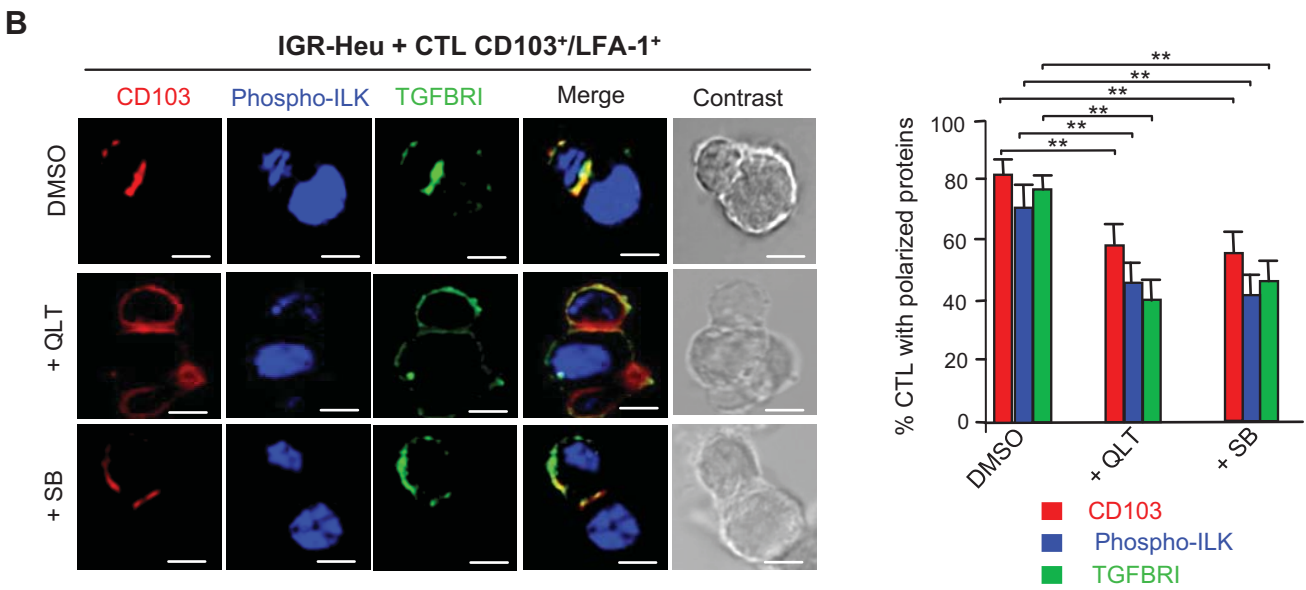 B
IGR-Heu + CTL CD103⁺/LFA-1⁺
CD103 Phospho-ILK TGFBRI Merge Contrast
DMSO
+ QLT
+ SB
% CTL with polarized proteins
100
80
60
40
20
0
**
**
**
**
**
**
DMSO
+ QLT
+ SB
CD103
Phospho-ILK
TGFBRI